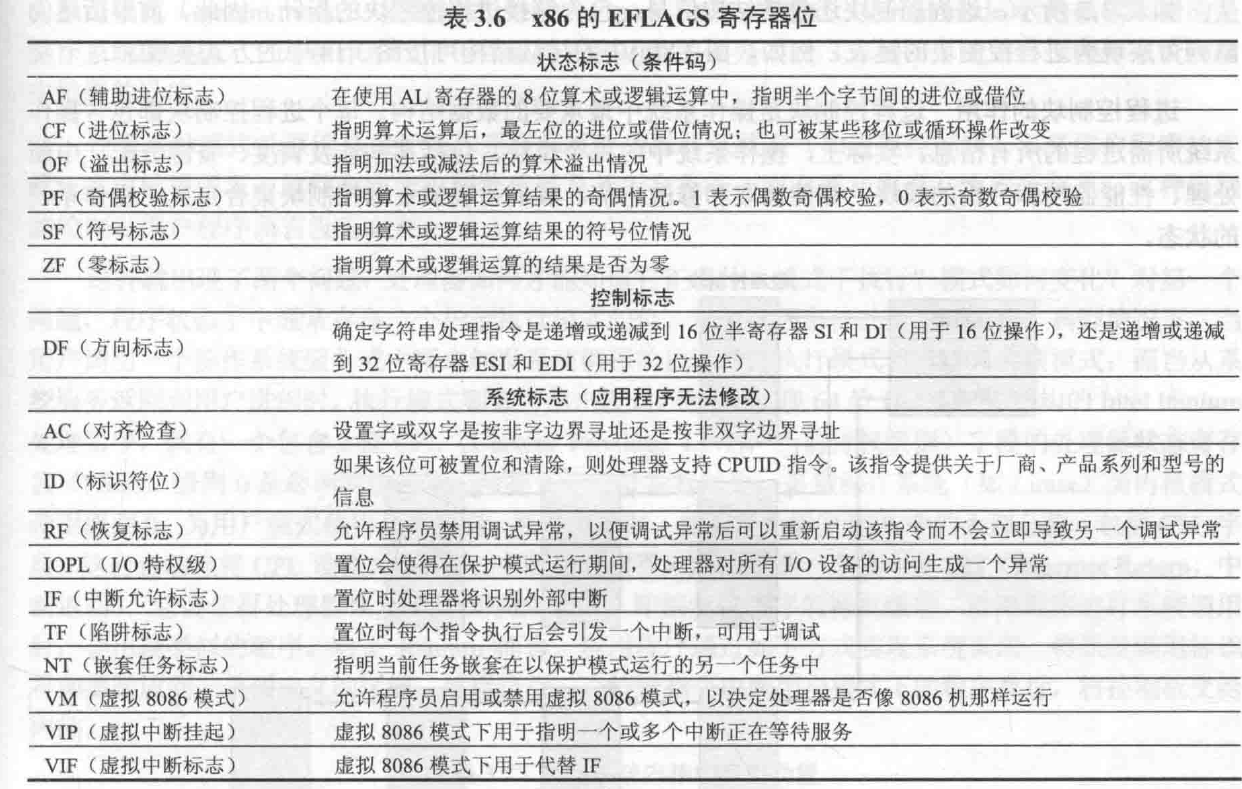 表 3.6 x86 的 EFLAGS 寄存器位
状态标志（条件码）
AF（辅助进位标志） 在使用 AL 寄存器的 8 位算术或逻辑运算中，指明半个字节间的进位或借位
CF（进位标志） 指明算术运算后，最左位的进位或借位情况；也可被某些移位或循环操作改变
OF（溢出标志） 指明加法或减法后的算术溢出情况
PF（奇偶校验标志） 指明算术或逻辑运算结果的奇偶情况。1 表示偶数奇偶校验，0 表示奇数奇偶校验
SF（符号标志） 指明算术或逻辑运算结果的符号位情况
ZF（零标志） 指明算术或逻辑运算的结果是否为零
控制标志
DF（方向标志） 确定字符串处理指令是递增或递减到 16 位半寄存器 SI 和 DI（用于 16 位操作），还是递增或递减
到 32 位寄存器 ESI 和 EDI（用于 32 位操作）
系统标志（应用程序无法修改）
AC（对齐检查） 设置字或双字是按非字边界寻址还是按非双字边界寻址
ID（标识符位） 如果该位可被置位和清除，则处理器支持 CPUID 指令。该指令提供关于厂商、产品系列和型号的
信息
RF（恢复标志） 允许程序员禁用调试异常，以便调试异常后可以重新启动该指令而不会立即导致另一个调试异常
IOPL（I/O 特权级） 置位会使得在保护模式运行期间，处理器对所有 I/O 设备的访问生成一个异常
IF（中断允许标志） 置位时处理器将识别外部中断
TF（陷阱标志） 置位时每个指令执行后会引发一个中断，可用于调试
NT（嵌套任务标志） 指明当前任务嵌套在以保护模式运行的另一个任务中
VM（虚拟 8086 模式） 允许程序员启用或禁用虚拟 8086 模式，以决定处理器是否像 8086 机那样运行
VIP（虚拟中断挂起） 虚拟 8086 模式下用于指明一个或多个中断正在等待服务
VIF（虚拟中断标志） 虚拟 8086 模式下用于代替 IF